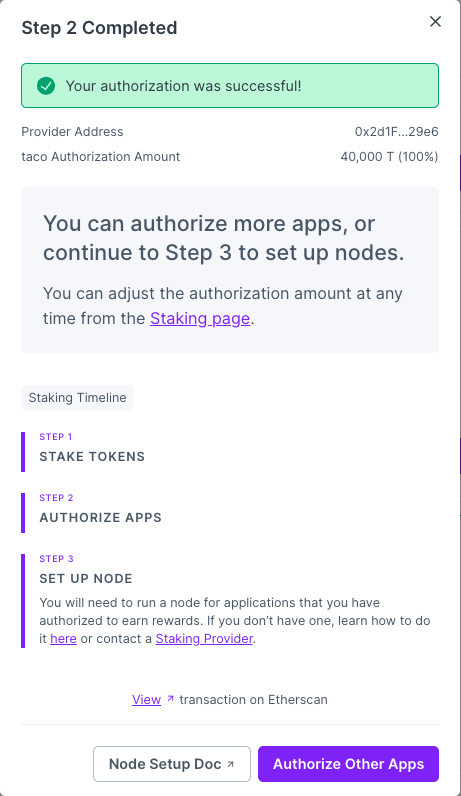 Step 2 Completed
Your authorization was successful!
Provider Address 0x2d1F...29e6
taco Authorization Amount 40,000 T (100%)
You can authorize more apps, or
continue to Step 3 to set up nodes.
You can adjust the authorization amount at any
time from the Staking page.
Staking Timeline
STEP 1
STAKE TOKENS
STEP 2
AUTHORIZE APPS
STEP 3
SET UP NODE
You will need to run a node for applications that you have
authorized to earn rewards. If you don’t have one, learn how to do
it here or contact a Staking Provider.
View ↗ transaction on Etherscan
Node Setup Doc ↗ Authorize Other Apps